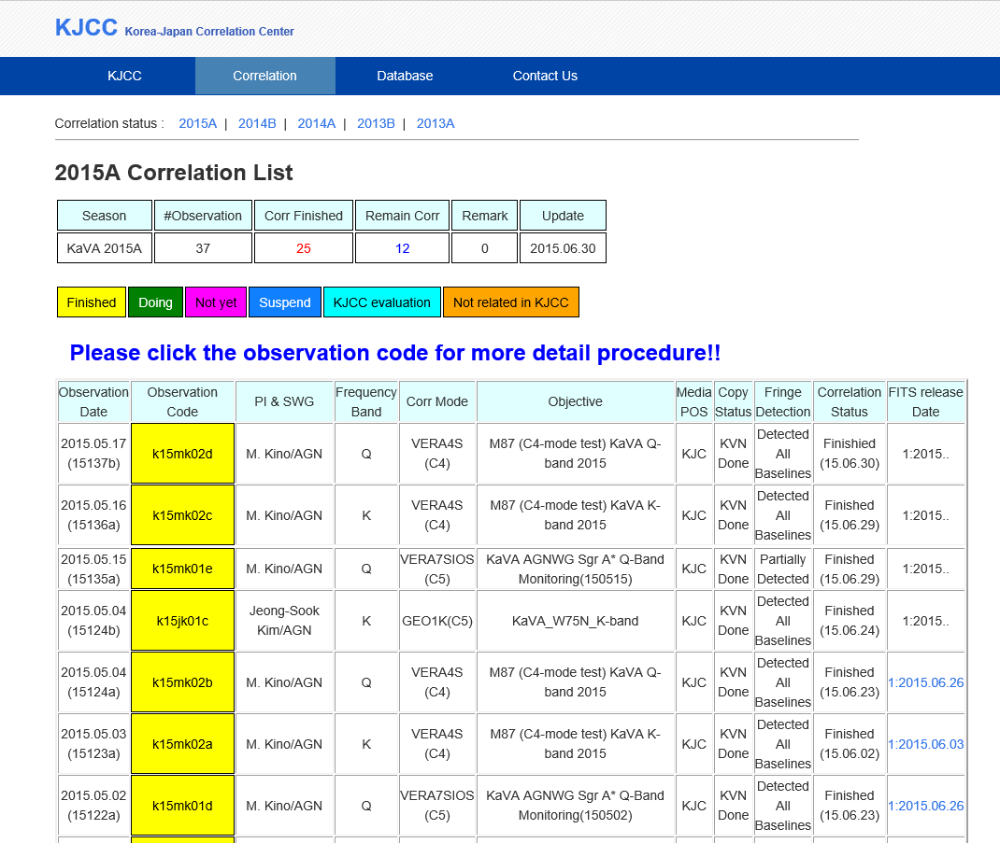 KJCC Korea-Japan Correlation Center
KJCC Correlation Database Contact Us
Correlation status : 2015A | 2014B | 2014A | 2013B | 2013A
2015A Correlation List
Season #Observation Corr Finished Remain Corr Remark Update
KaVA 2015A 37 25 12 0 2015.06.30
Finished Doing Not yet Suspend KJCC evaluation Not related in KJCC
Please click the observation code for more detail procedure!!
Observation Date Observation Code PI & SWG Frequency Band Corr Mode Objective Media POS Copy Status Fringe Detection Correlation Status FITS release Date
2015.05.17 (15137b) k15mk02d M. Kino/AGN Q VERA4S (C4) M87 (C4-mode test) KaVA Q-band 2015 KJC KVN Done Detected All Baselines Finishied (15.06.30) 1:2015..
2015.05.16 (15136a) k15mk02c M. Kino/AGN K VERA4S (C4) M87 (C4-mode test) KaVA K-band 2015 KJC KVN Done Detected All Baselines Finished (15.06.29) 1:2015..
2015.05.15 (15135a) k15mk01e M. Kino/AGN Q VERA7SIOS (C5) KaVA AGNWG Sgr A* Q-Band Monitoring(150515) KJC KVN Done Partially Detected Finished (15.06.29) 1:2015..
2015.05.04 (15124b) k15jk01c Jeong-Sook Kim/AGN K GEO1K(C5) KaVA_W75N_K-band KJC KVN Done Detected All Baselines Finished (15.06.24) 1:2015..
2015.05.04 (15124a) k15mk02b M. Kino/AGN Q VERA4S (C4) M87 (C4-mode test) KaVA Q-band 2015 KJC KVN Done Detected All Baselines Finished (15.06.23) 1:2015.06.26
2015.05.03 (15123a) k15mk02a M. Kino/AGN K VERA4S (C4) M87 (C4-mode test) KaVA K-band 2015 KJC KVN Done Detected All Baselines Finished (15.06.02) 1:2015.06.03
2015.05.02 (15122a) k15mk01d M. Kino/AGN Q VERA7SIOS (C5) KaVA AGNWG Sgr A* Q-Band Monitoring(150502) KJC KVN Done Detected All Baselines Finished (15.06.23) 1:2015.06.26